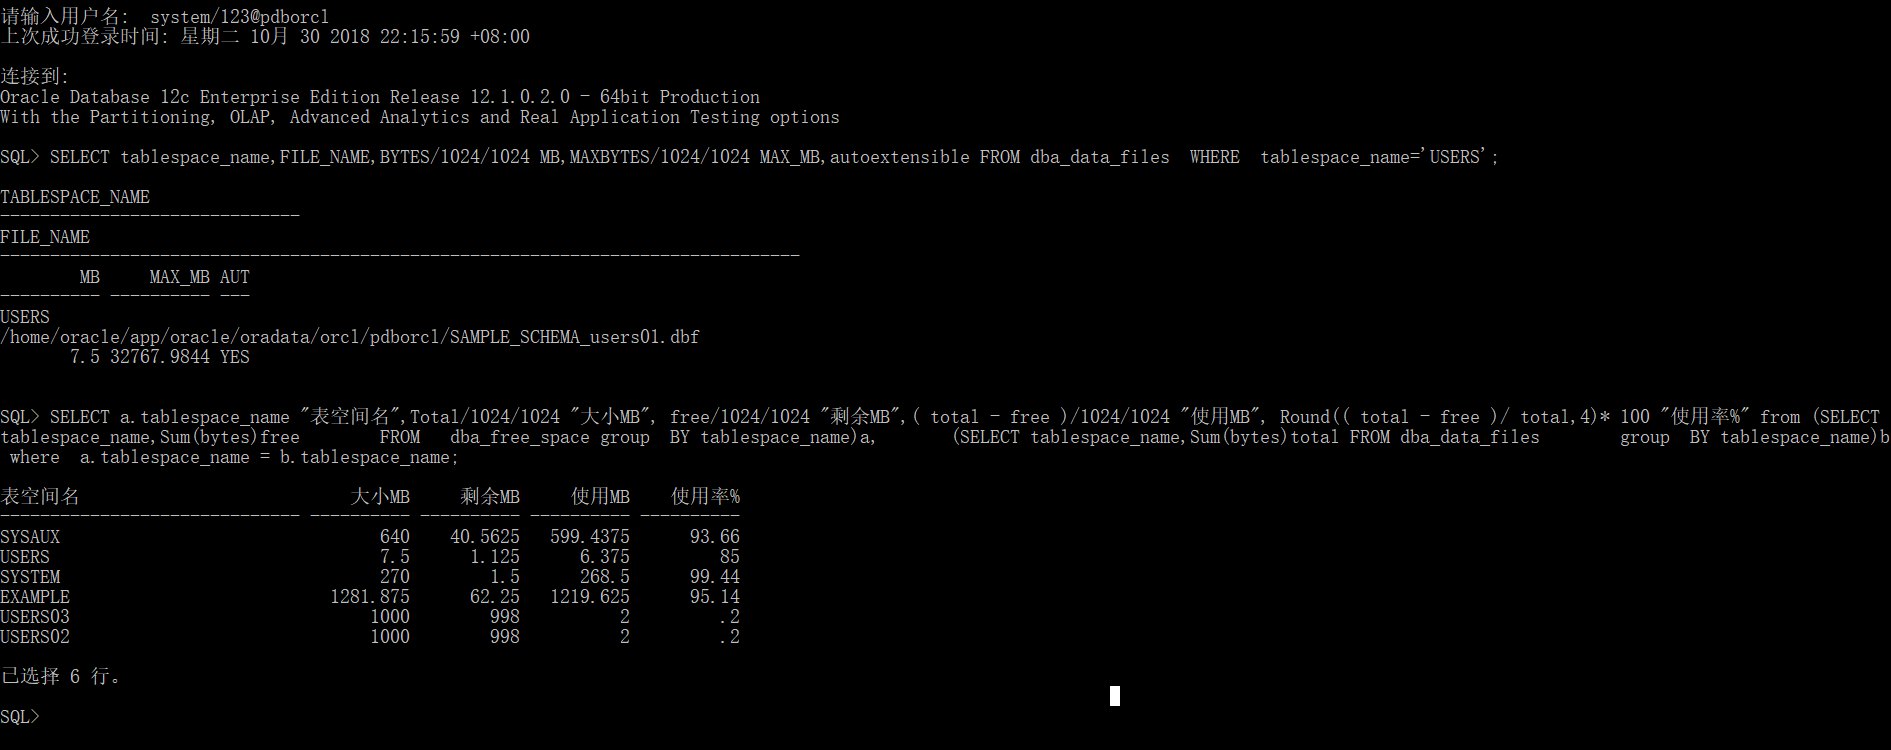 请输入用户名:  system/123@pdborcl
上次成功登录时间: 星期二 10月 30 2018 22:15:59 +08:00
连接到:
Oracle Database 12c Enterprise Edition Release 12.1.0.2.0 - 64bit Production
With the Partitioning, OLAP, Advanced Analytics and Real Application Testing options
SQL> SELECT tablespace_name,FILE_NAME,BYTES/1024/1024 MB,MAXBYTES/1024/1024 MAX_MB,autoextensible FROM dba_data_files  WHERE  tablespace_name='USERS';
TABLESPACE_NAME
------------------------------
FILE_NAME
--------------------------------------------------------------------------------
        MB     MAX_MB AUT
---------- ---------- ---
USERS
/home/oracle/app/oracle/oradata/orcl/pdborcl/SAMPLE_SCHEMA_users01.dbf
       7.5 32767.9844 YES
SQL> SELECT a.tablespace_name "表空间名",Total/1024/1024 "大小MB", free/1024/1024 "剩余MB",( total - free )/1024/1024 "使用MB", Round(( total - free )/ total,4)* 100 "使用率%" from (SELECT
tablespace_name,Sum(bytes)free        FROM   dba_free_space group  BY tablespace_name)a,       (SELECT tablespace_name,Sum(bytes)total FROM dba_data_files        group  BY tablespace_name)b
 where  a.tablespace_name = b.tablespace_name;
表空间名                           大小MB     剩余MB     使用MB    使用率%
------------------------------ ---------- ---------- ---------- ----------
SYSAUX                                640    40.5625   599.4375      93.66
USERS                                 7.5      1.125      6.375         85
SYSTEM                                270        1.5      268.5      99.44
EXAMPLE                          1281.875      62.25   1219.625      95.14
USERS03                              1000        998          2         .2
USERS02                              1000        998          2         .2
已选择 6 行。
SQL>